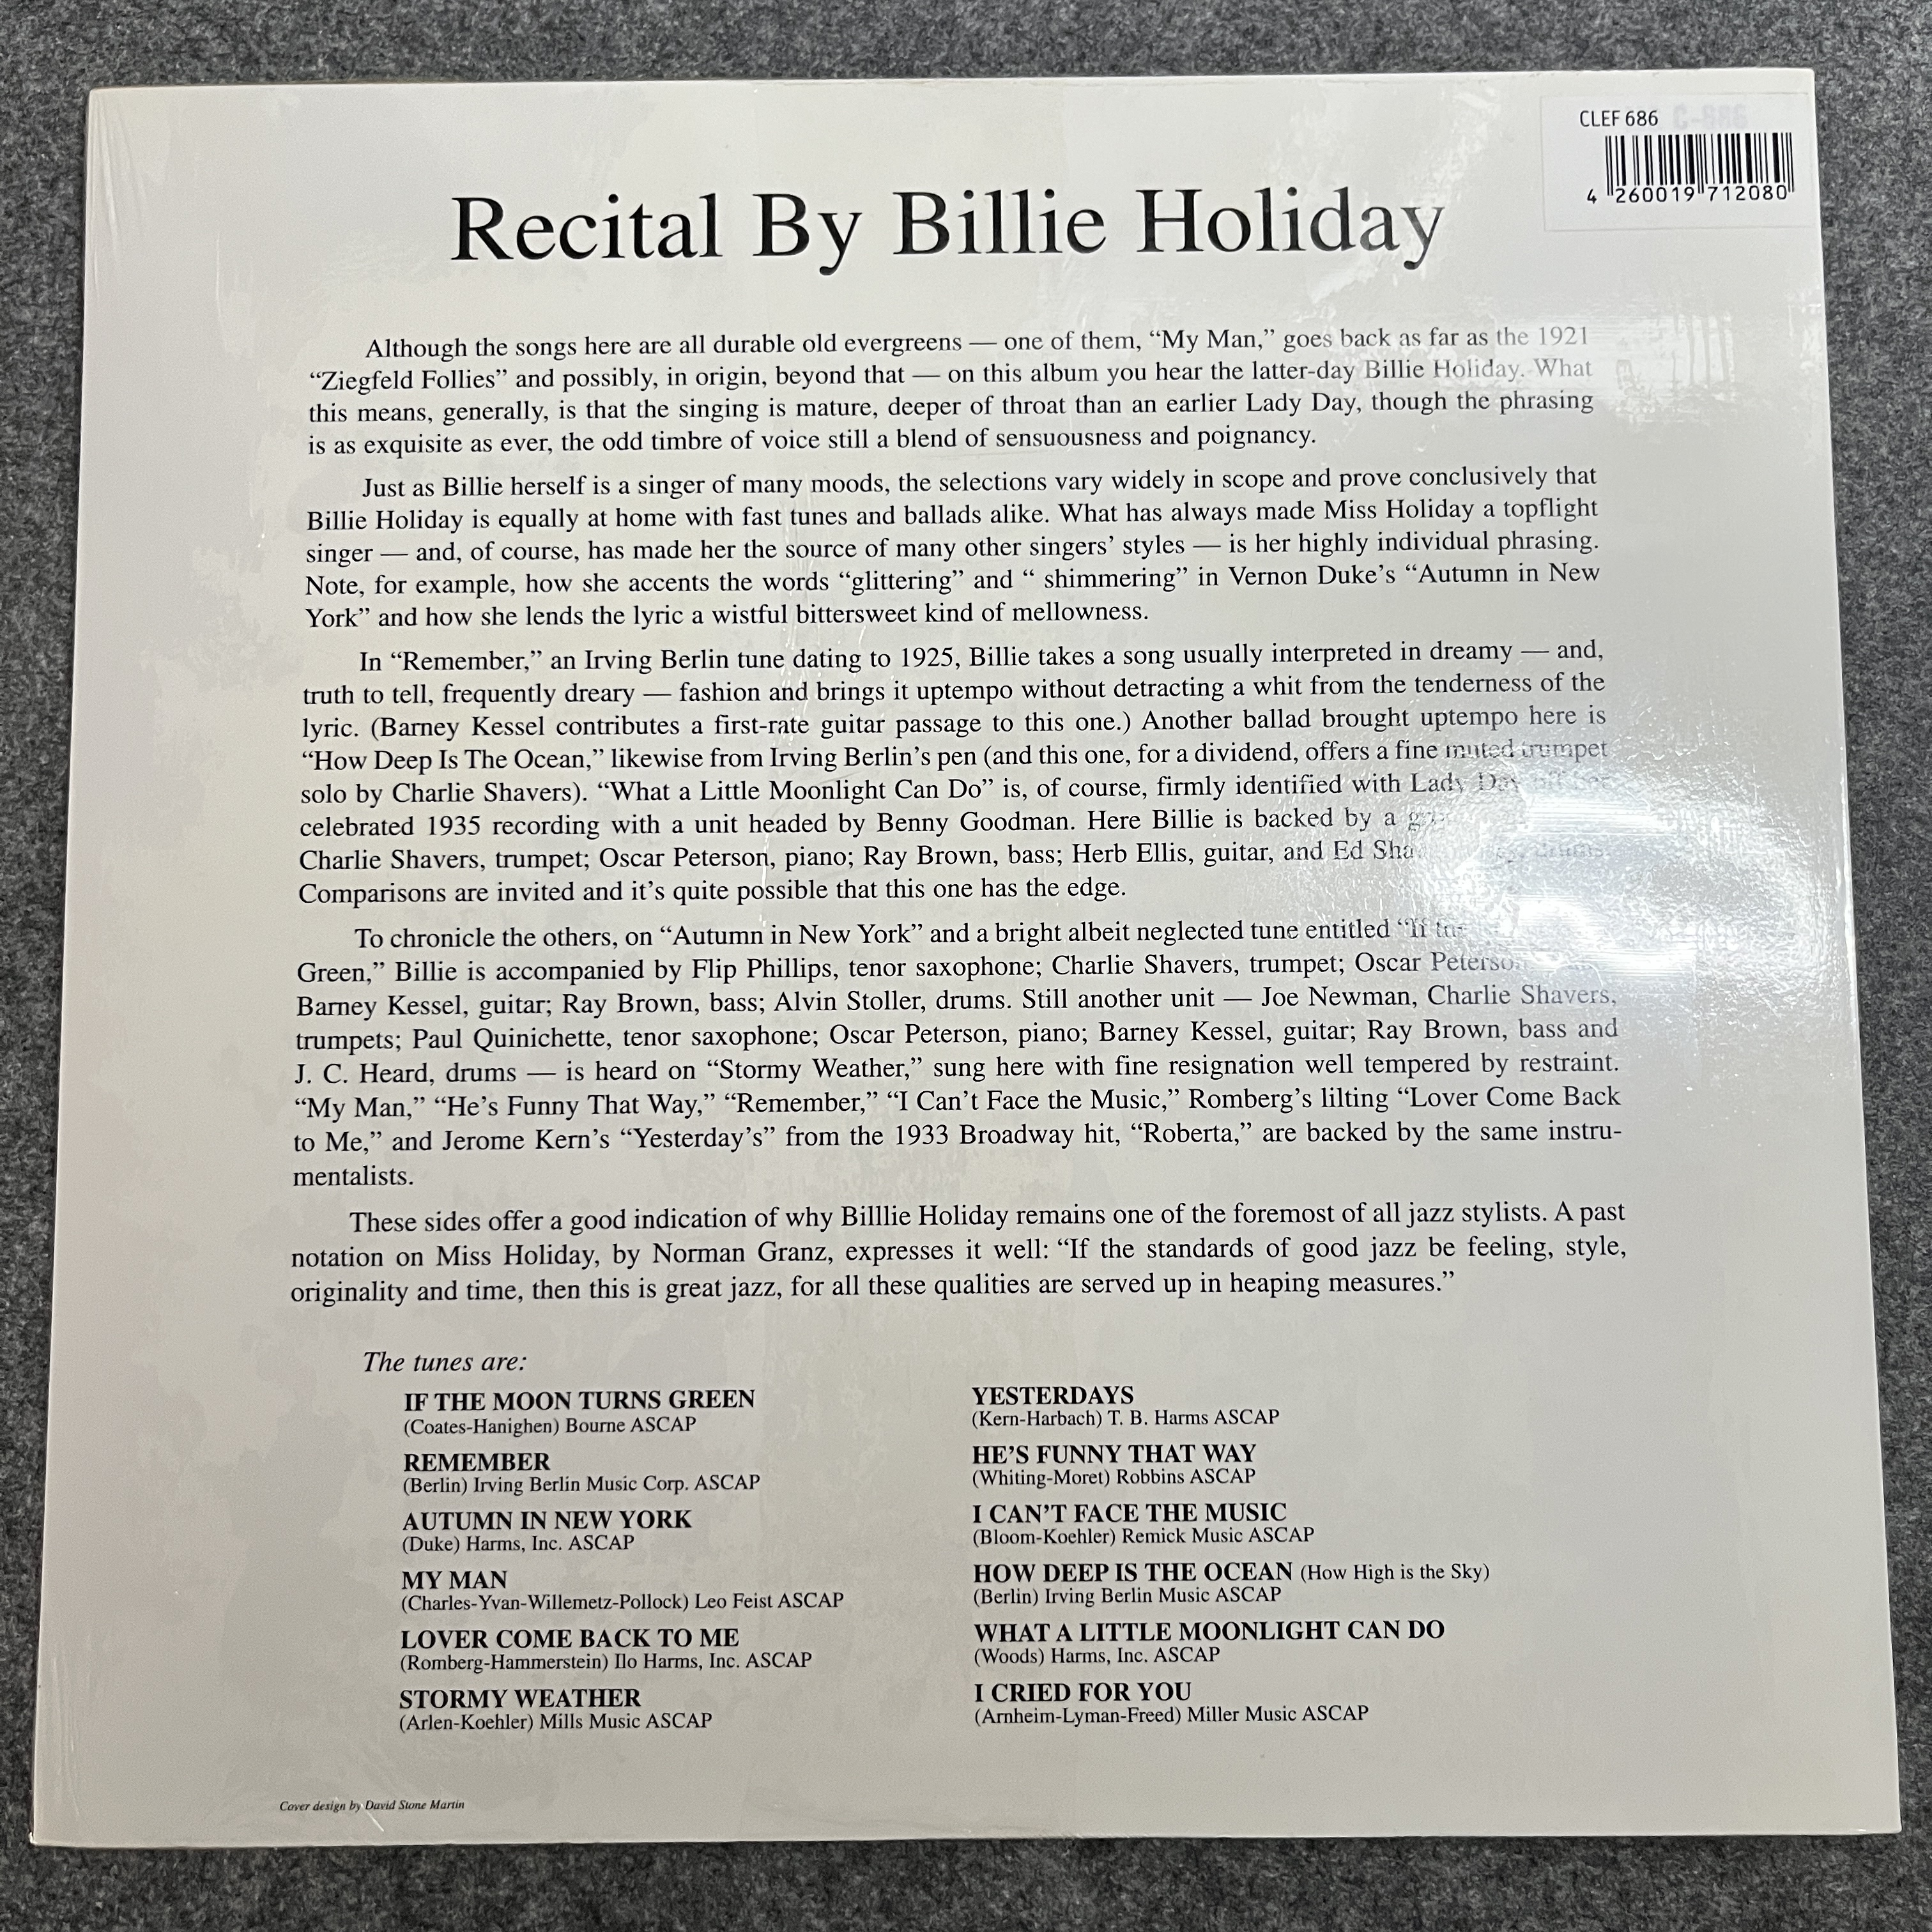 CLEF 686
4 260019 712080
Recital By Billie Holiday
Although the songs here are all durable old evergreens — one of them, “My Man,” goes back as far as the 1921
“Ziegfeld Follies” and possibly, in origin, beyond that — on this album you hear the latter-day Billie Holiday. What
this means, generally, is that the singing is mature, deeper of throat than an earlier Lady Day, though the phrasing
is as exquisite as ever, the odd timbre of voice still a blend of sensuousness and poignancy.
Just as Billie herself is a singer of many moods, the selections vary widely in scope and prove conclusively that
Billie Holiday is equally at home with fast tunes and ballads alike. What has always made Miss Holiday a topflight
singer — and, of course, has made her the source of many other singers’ styles — is her highly individual phrasing.
Note, for example, how she accents the words “glittering” and “ shimmering” in Vernon Duke’s “Autumn in New
York” and how she lends the lyric a wistful bittersweet kind of mellowness.
In “Remember,” an Irving Berlin tune dating to 1925, Billie takes a song usually interpreted in dreamy — and,
truth to tell, frequently dreary — fashion and brings it uptempo without detracting a whit from the tenderness of the
lyric. (Barney Kessel contributes a first-rate guitar passage to this one.) Another ballad brought uptempo here is
“How Deep Is The Ocean,” likewise from Irving Berlin’s pen (and this one, for a dividend, offers a fine muted trumpet
solo by Charlie Shavers). “What a Little Moonlight Can Do” is, of course, firmly identified with Lady Day
celebrated 1935 recording with a unit headed by Benny Goodman. Here Billie is backed by a
Charlie Shavers, trumpet; Oscar Peterson, piano; Ray Brown, bass; Herb Ellis, guitar, and Ed drums.
Comparisons are invited and it’s quite possible that this one has the edge.
To chronicle the others, on “Autumn in New York” and a bright albeit neglected tune entitled “If
Green,” Billie is accompanied by Flip Phillips, tenor saxophone; Charlie Shavers, trumpet; Oscar Peterson,
Barney Kessel, guitar; Ray Brown, bass; Alvin Stoller, drums. Still another unit — Joe Newman, Charlie Shavers,
trumpets; Paul Quinichette, tenor saxophone; Oscar Peterson, piano; Barney Kessel, guitar; Ray Brown, bass and
J. C. Heard, drums — is heard on “Stormy Weather,” sung here with fine resignation well tempered by restraint.
“My Man,” “He’s Funny That Way,” “Remember,” “I Can’t Face the Music,” Romberg’s lilting “Lover Come Back
to Me,” and Jerome Kern’s “Yesterday’s” from the 1933 Broadway hit, “Roberta,” are backed by the same instru-
mentalists.
These sides offer a good indication of why Billlie Holiday remains one of the foremost of all jazz stylists. A past
notation on Miss Holiday, by Norman Granz, expresses it well: “If the standards of good jazz be feeling, style,
originality and time, then this is great jazz, for all these qualities are served up in heaping measures.”
The tunes are:
IF THE MOON TURNS GREEN
(Coates-Hanighen) Bourne ASCAP
REMEMBER
(Berlin) Irving Berlin Music Corp. ASCAP
AUTUMN IN NEW YORK
(Duke) Harms, Inc. ASCAP
MY MAN
(Charles-Yvan-Willemetz-Pollock) Leo Feist ASCAP
LOVER COME BACK TO ME
(Romberg-Hammerstein) Ilo Harms, Inc. ASCAP
STORMY WEATHER
(Arlen-Koehler) Mills Music ASCAP
YESTERDAYS
(Kern-Harbach) T. B. Harms ASCAP
HE’S FUNNY THAT WAY
(Whiting-Moret) Robbins ASCAP
I CAN’T FACE THE MUSIC
(Bloom-Koehler) Remick Music ASCAP
HOW DEEP IS THE OCEAN (How High is the Sky)
(Berlin) Irving Berlin Music ASCAP
WHAT A LITTLE MOONLIGHT CAN DO
(Woods) Harms, Inc. ASCAP
I CRIED FOR YOU
(Arnheim-Lyman-Freed) Miller Music ASCAP
Cover design by David Stone Martin